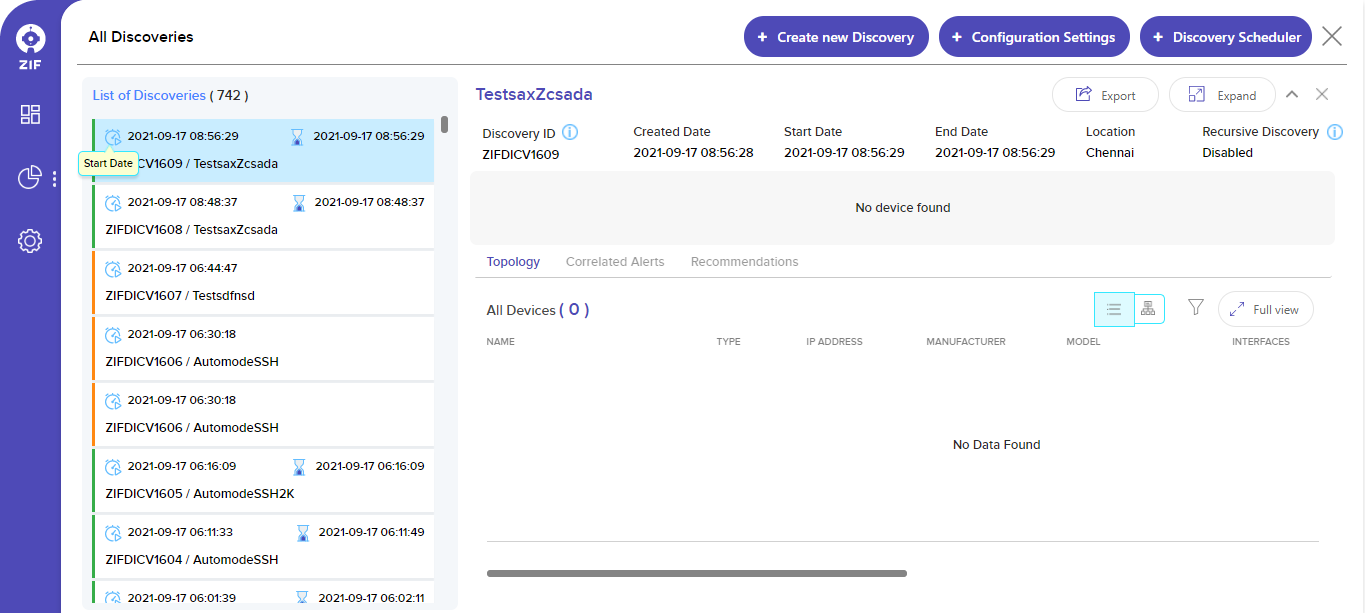 ZIF
All Discoveries
+ Create new Discovery
+ Configuration Settings
+ Discovery Scheduler
List of Discoveries ( 742 )
2021-09-17 08:56:29 2021-09-17 08:56:29
Start Date
CV1609 / TestsaxZcsada
2021-09-17 08:48:37 2021-09-17 08:48:37
ZIFDICV1608 / TestsaxZcsada
2021-09-17 06:44:47
ZIFDICV1607 / Testsdfnsd
2021-09-17 06:30:18
ZIFDICV1606 / AutomodeSSH
2021-09-17 06:30:18
ZIFDICV1606 / AutomodeSSH
2021-09-17 06:16:09 2021-09-17 06:16:09
ZIFDICV1605 / AutomodeSSH2K
2021-09-17 06:11:33 2021-09-17 06:11:49
ZIFDICV1604 / AutomodeSSH
2021-09-17 06:01:39 2021-09-17 06:02:11
TestsaxZcsada
Export
Expand
Discovery ID Created Date Start Date End Date Location Recursive Discovery
ZIFDICV1609 2021-09-17 08:56:28 2021-09-17 08:56:29 2021-09-17 08:56:29 Chennai Disabled
No device found
Topology Correlated Alerts Recommendations
All Devices ( 0 )
Full view
NAME TYPE IP ADDRESS MANUFACTURER MODEL INTERFACES
No Data Found